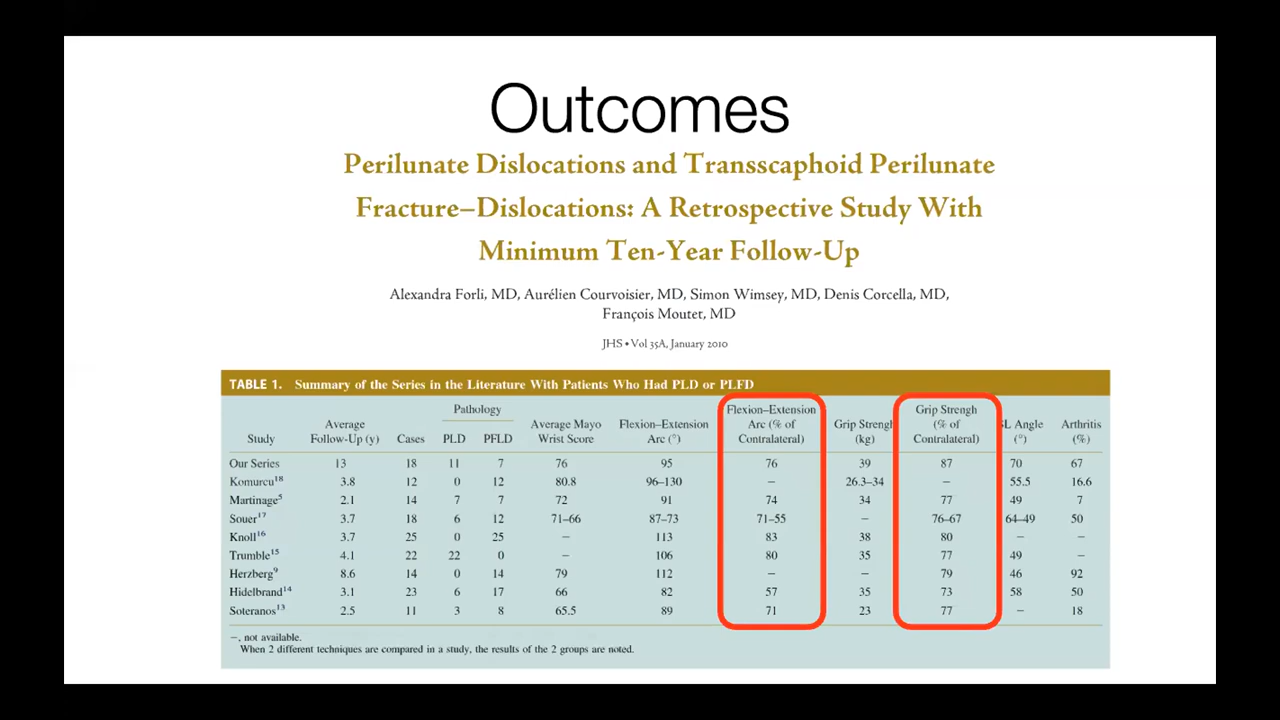 Outcomes
Perilunate Dislocations and Transscaphoid Perilunate
Fracture–Dislocations: A Retrospective Study With
Minimum Ten-Year Follow-Up
Alexandra Forli, MD, Aurélien Courvoisier, MD, Simon Wimsey, MD, Denis Corcella, MD,
François Moutet, MD
JHS • Vol 35A, January 2010
TABLE 1. Summary of the Series in the Literature With Patients Who Had PLD or PLFD
Pathology Flexion–Extension Grip Strengh
Average Average Mayo Flexion–Extension Arc (% of Grip Strengh (% of SL Angle Arthritis
Study Follow-Up (y) Cases PLD PFLD Wrist Score Arc (°) Contralateral) (kg) Contralateral) (°) (%)
Our Series 13 18 11 7 76 95 76 39 87 70 67
Komurcu18 3.8 12 0 12 80.8 96–130 – 26.3–34 – 55.5 16.6
Martinage5 2.1 14 7 7 72 91 74 34 77 49 7
Souer17 3.7 18 6 12 71–66 87–73 71–55 – 76–67 64–49 50
Knoll16 3.7 25 0 25 – 113 83 38 80 – –
Trumble15 4.1 22 22 0 – 106 80 35 77 49 –
Herzberg9 8.6 14 0 14 79 112 – – 79 46 92
Hidelbrand14 3.1 23 6 17 66 82 57 35 73 58 50
Soteranos13 2.5 11 3 8 65.5 89 71 23 77 – 18
–, not available.
When 2 different techniques are compared in a study, the results of the 2 groups are noted.